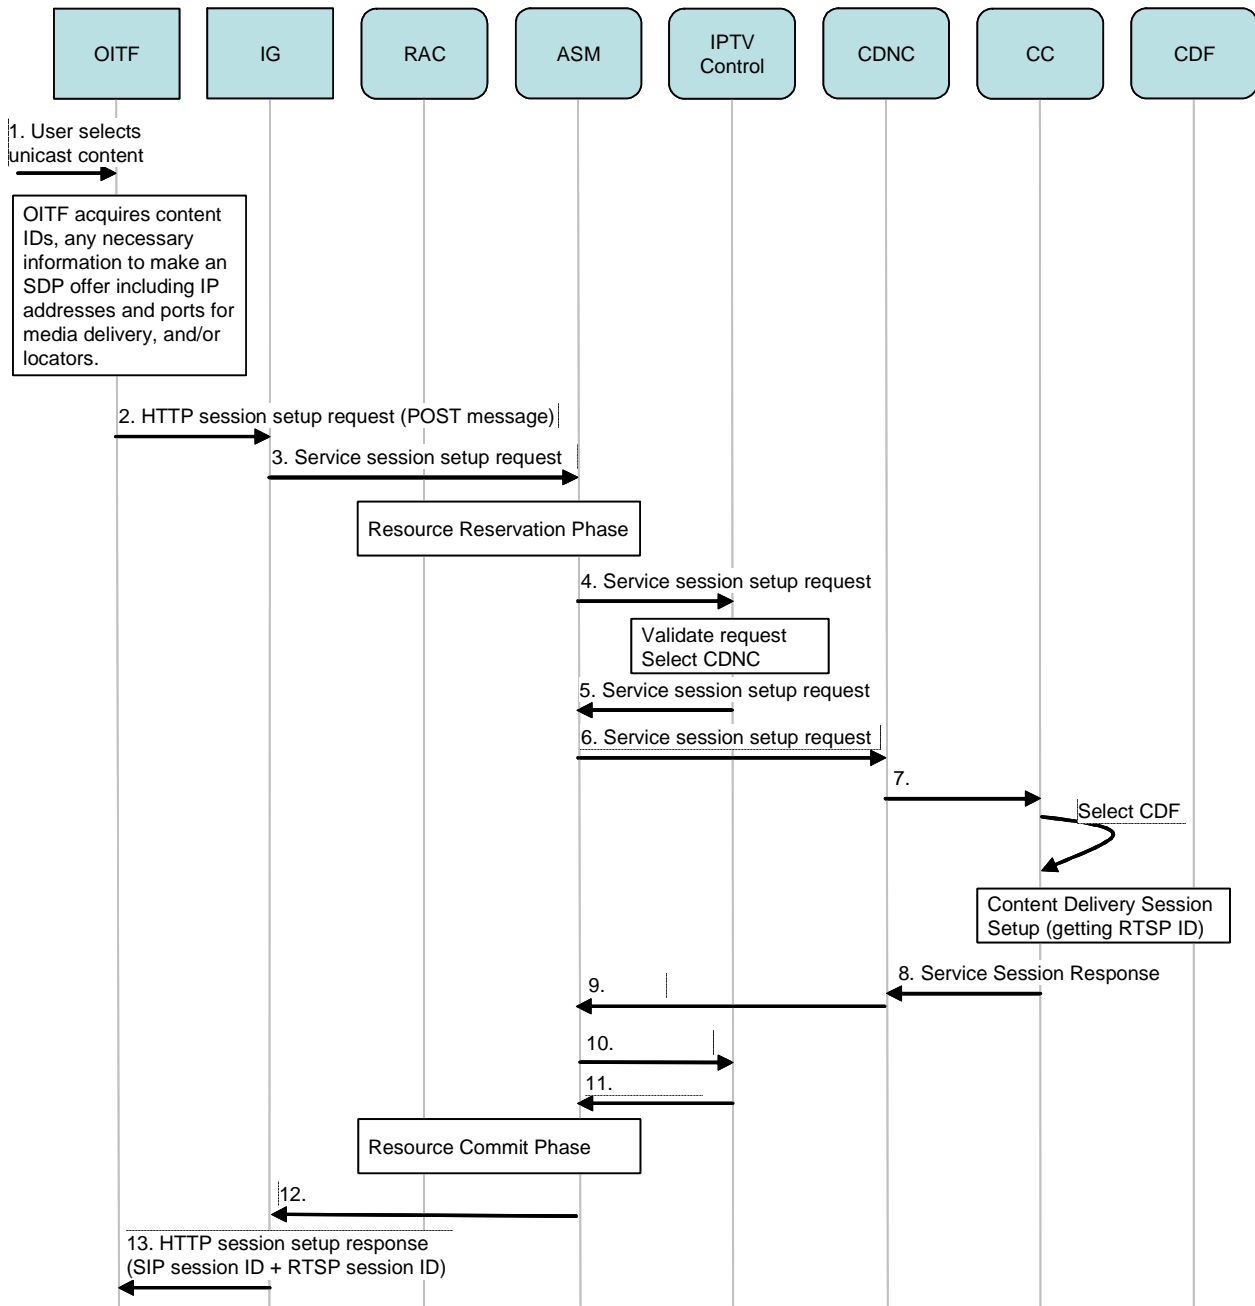 OITF
IG
RAC
ASM
IPTV
Control
CDNC
CC
CDF
1. User selects
unicast content
OITF acquires content
IDs, any necessary
information to make an
SDP offer including IP
addresses and ports for
media delivery, and/or
locators.
2. HTTP session setup request (POST message)
3. Service session setup request
Resource Reservation Phase
4. Service session setup request
Validate request
Select CDNC
5. Service session setup request
6. Service session setup request
7.
Select CDF
Content Delivery Session
Setup (getting RTSP ID)
8. Service Session Response
9.
10.
11.
Resource Commit Phase
12.
13. HTTP session setup response
(SIP session ID + RTSP session ID)